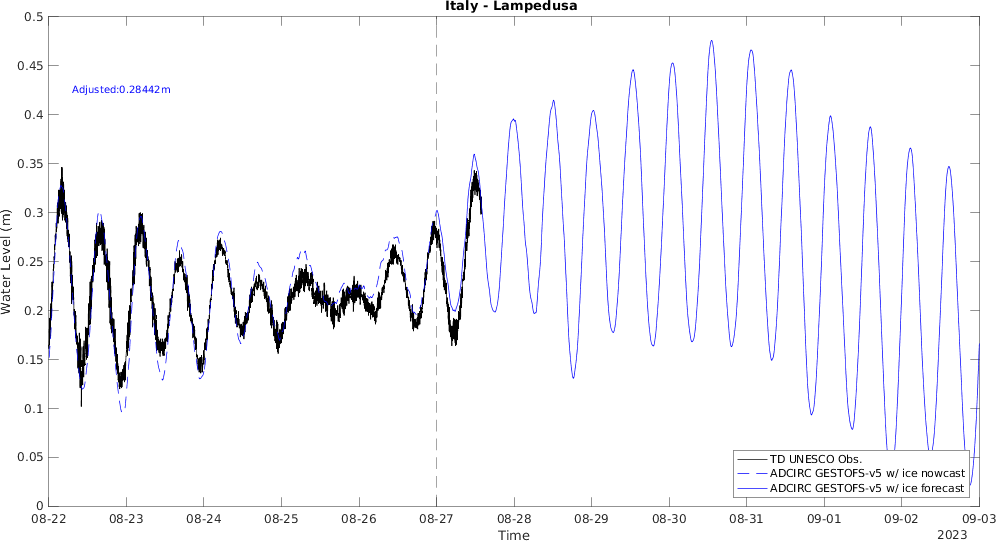 Italy - Lampedusa
Water Level (m)
0.5
0.45
0.4
0.35
0.3
0.25
0.2
0.15
0.1
0.05
0
Adjusted:0.28442m
TD UNESCO Obs.
ADCIRC GESTOFS-v5 w/ ice nowcast
ADCIRC GESTOFS-v5 w/ ice forecast
08-22 08-23 08-24 08-25 08-26 08-27 08-28 08-29 08-30 08-31 09-01 09-02 09-03
Time
2023